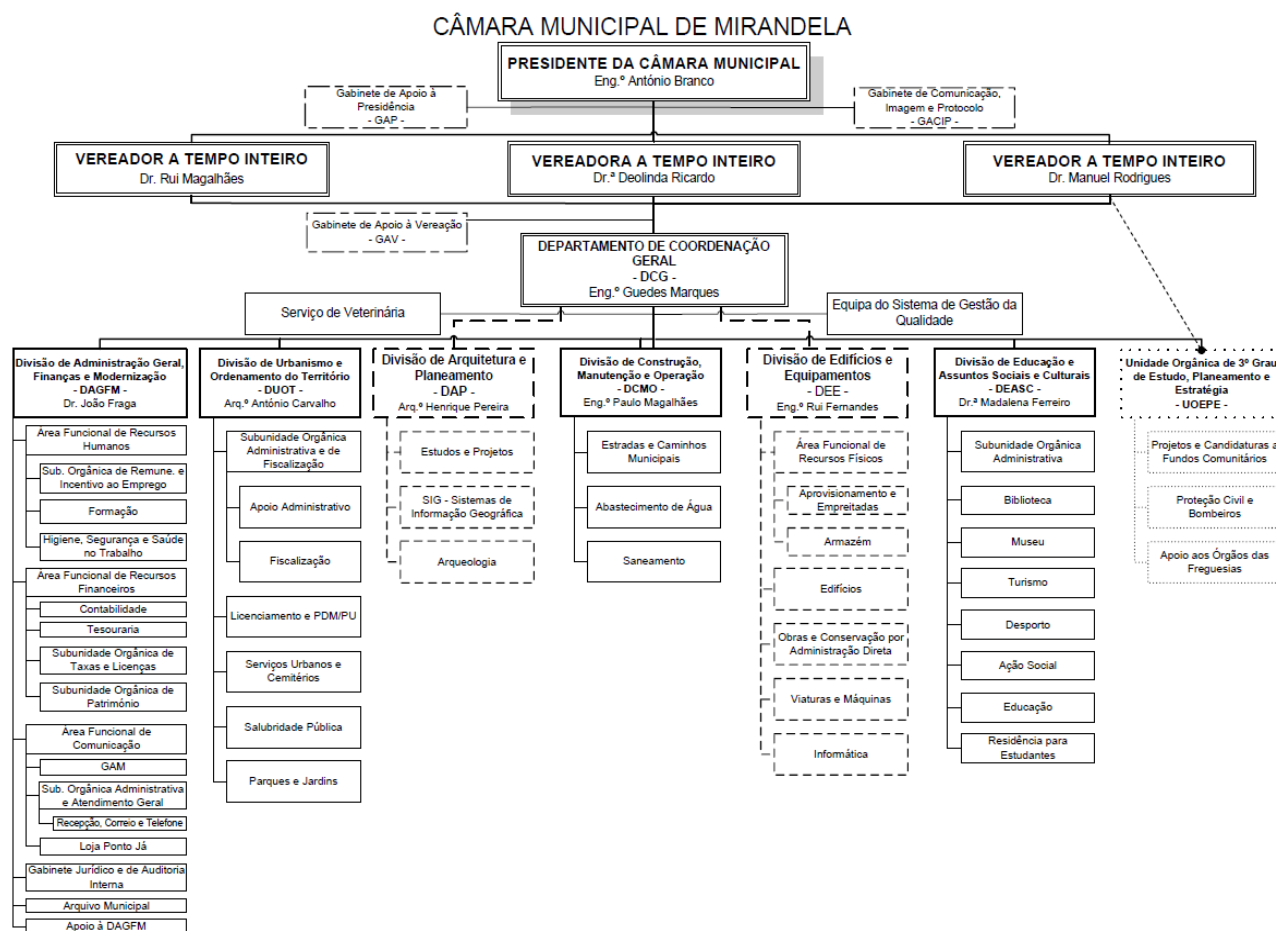 CÂMARA MUNICIPAL DE MIRANDELA
PRESIDENTE DA CÂMARA MUNICIPAL
Eng.º António Branco
Gabinete de Apoio à
Presidência
- GAP -
Gabinete de Comunicação,
Imagem e Protocolo
- GACIP -
VEREADOR A TEMPO INTEIRO
Dr. Rui Magalhães
VEREADORA A TEMPO INTEIRO
Dr.ª Deolinda Ricardo
VEREADOR A TEMPO INTEIRO
Dr. Manuel Rodrigues
Gabinete de Apoio à Vereação
- GAV -
DEPARTAMENTO DE COORDENAÇÃO
GERAL
- DCG -
Eng.º Guedes Marques
Serviço de Veterinária
Equipa do Sistema de Gestão da
Qualidade
Divisão de Administração Geral,
Finanças e Modernização
- DAGFM -
Dr. João Fraga
Área Funcional de Recursos
Humanos
Sub. Orgânica de Remune. e
Incentivo ao Emprego
Formação
Higiene, Segurança e Saúde
no Trabalho
Área Funcional de Recursos
Financeiros
Contabilidade
Tesouraria
Subunidade Orgânica de
Taxas e Licenças
Subunidade Orgânica de
Património
Área Funcional de
Comunicação
GAM
Sub. Orgânica Administrativa
e Atendimento Geral
Recepção, Correio e Telefone
Loja Ponto Já
Gabinete Jurídico e de Auditoria
Interna
Arquivo Municipal
Apoio à DAGFM
Divisão de Urbanismo e
Ordenamento do Território
- DUOT -
Arq.º António Carvalho
Subunidade Orgânica
Administrativa e de
Fiscalização
Apoio Administrativo
Fiscalização
Licenciamento e PDM/PU
Serviços Urbanos e
Cemitérios
Salubridade Pública
Parques e Jardins
Divisão de Arquitetura e
Planeamento
- DAP -
Arq.º Henrique Pereira
Estudos e Projetos
SIG - Sistemas de
Informação Geográfica
Arqueologia
Divisão de Construção,
Manutenção e Operação
- DCMO -
Eng.º Paulo Magalhães
Estradas e Caminhos
Municipais
Abastecimento de Água
Saneamento
Divisão de Edifícios e
Equipamentos
- DEE -
Eng.º Rui Fernandes
Área Funcional de
Recursos Físicos
Aprovisionamento e
Empreitadas
Armazém
Edifícios
Obras e Conservação por
Administração Direta
Viaturas e Máquinas
Informática
Divisão de Educação e
Assuntos Sociais e Culturais
- DEASC -
Dr.ª Madalena Ferreiro
Subunidade Orgânica
Administrativa
Biblioteca
Museu
Turismo
Desporto
Ação Social
Educação
Residência para
Estudantes
Unidade Orgânica de 3º Grau
de Estudo, Planeamento e
Estratégia
- UOEPE -
Projetos e Candidaturas a
Fundos Comunitários
Proteção Civil e
Bombeiros
Apoio aos Órgãos das
Freguesias